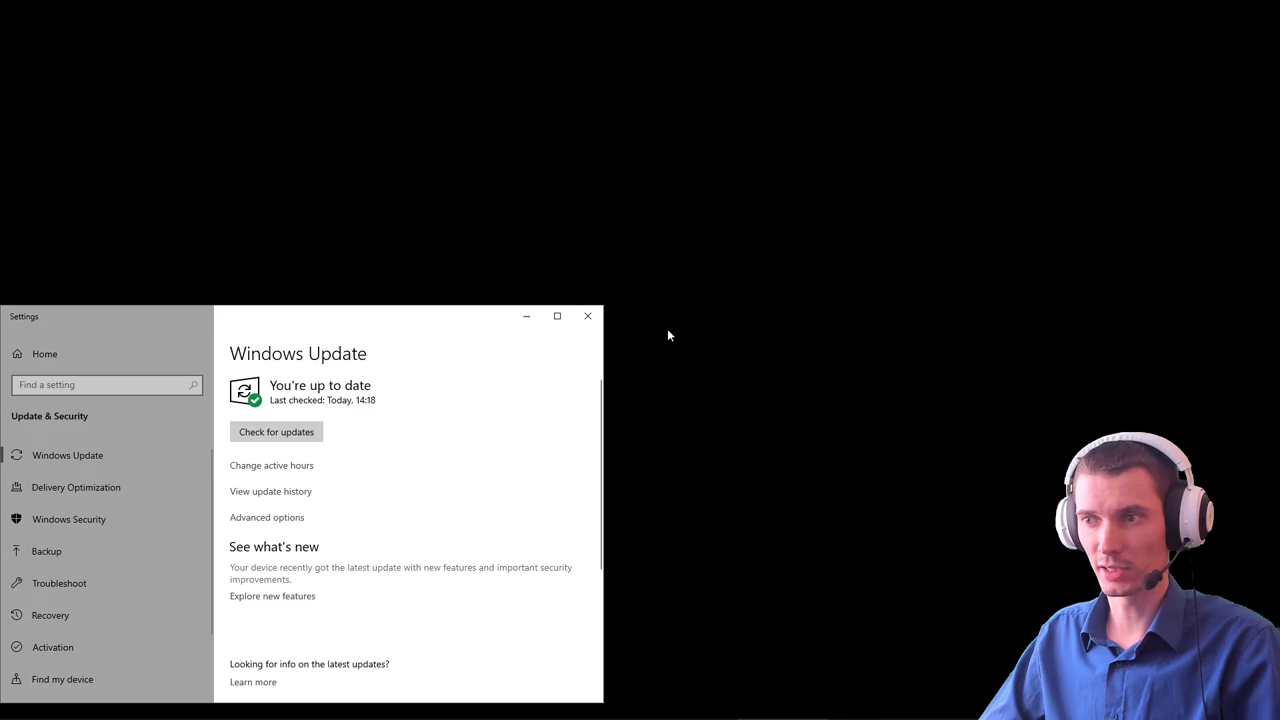 Settings
Home
Find a setting
Update & Security
Windows Update
Delivery Optimization
Windows Security
Backup
Troubleshoot
Recovery
Activation
Find my device
Windows Update
You're up to date
Last checked: Today, 14:18
Check for updates
Change active hours
View update history
Advanced options
See what's new
Your device recently got the latest update with new features and important security
improvements.
Explore new features
Looking for info on the latest updates?
Learn more